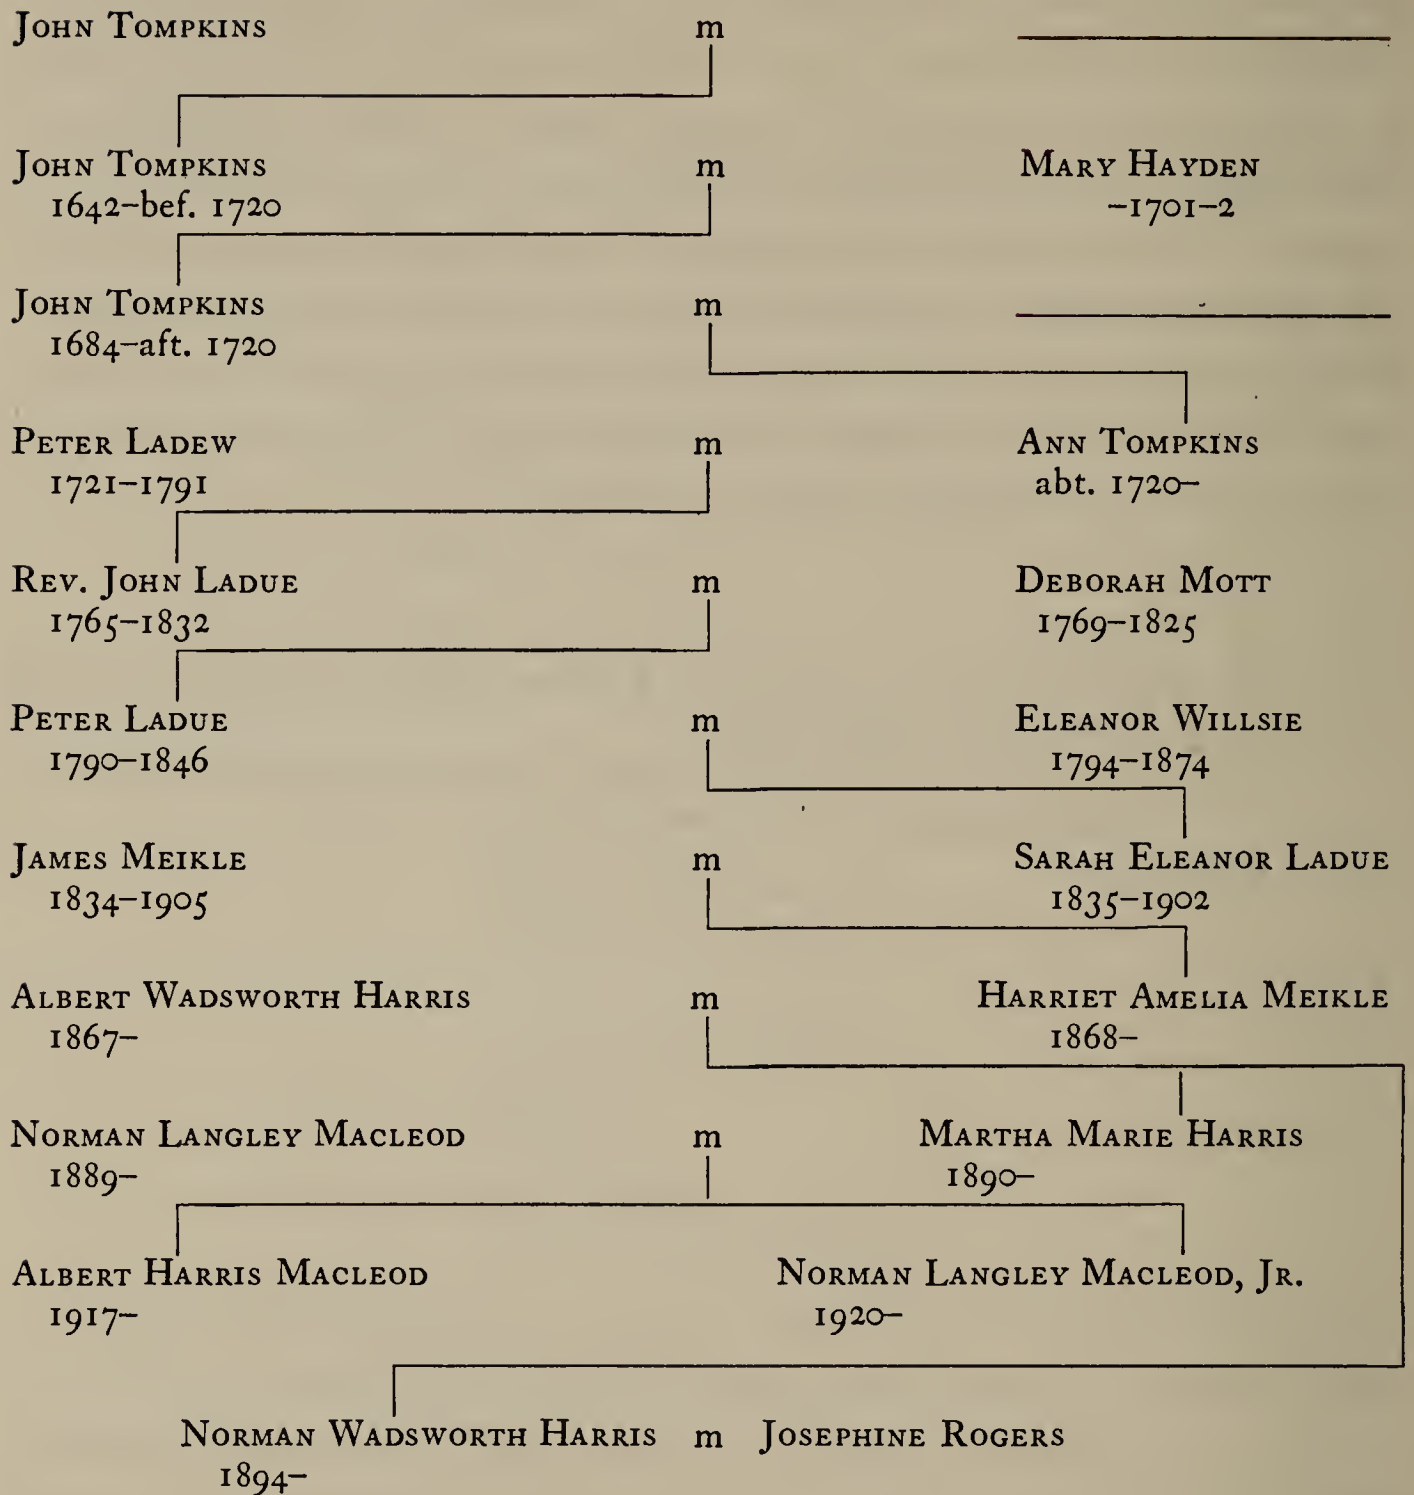 John Tompkins m
John Tompkins m Mary Hayden
1642–bef. 1720 –1701–2
John Tompkins m
1684–aft. 1720
Peter Ladew m Ann Tompkins
1721–1791 abt. 1720–
Rev. John Ladue m Deborah Mott
1765–1832 1769–1825
Peter Ladue m Eleanor Willsie
1790–1846 1794–1874
James Meikle m Sarah Eleanor Ladue
1834–1905 1835–1902
Albert Wadsworth Harris m Harriet Amelia Meikle
1867– 1868–
Norman Langley Macleod m Martha Marie Harris
1889– 1890–
Albert Harris Macleod Norman Langley Macleod, Jr.
1917– 1920–
Norman Wadsworth Harris m Josephine Rogers
1894–